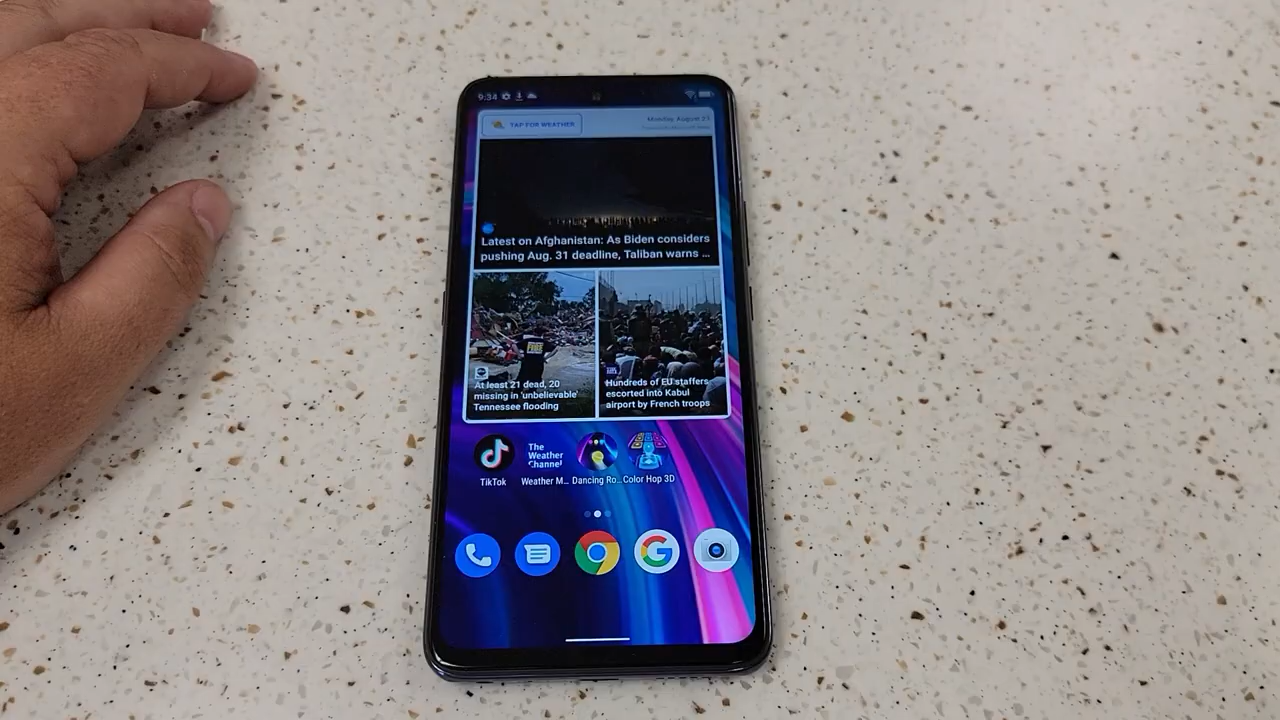 9:34
TAP FOR WEATHER
Monday, August 23
Latest on Afghanistan: As Biden considers
pushing Aug. 31 deadline, Taliban warns ...
FIRE
At least 21 dead, 20
missing in 'unbelievable'
Tennessee flooding
Hundreds of EU staffers
escorted into Kabul
airport by French troops
The
Weather
Channel
TikTok
Weather M...
Dancing Ro...
Color Hop 3D